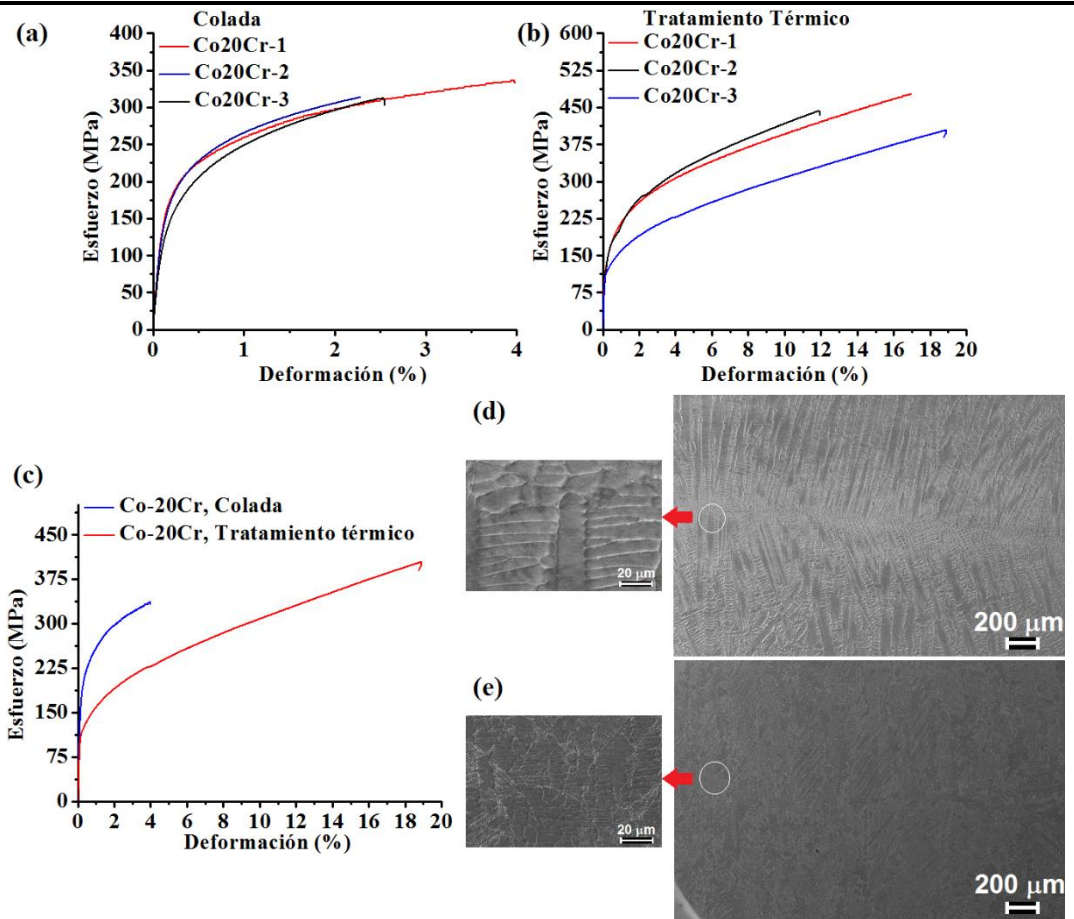 (a)
Colada
Co20Cr-1
Co20Cr-2
Co20Cr-3
400
350
300
250
200
150
100
50
0
Esfuerzo (MPa)
0 1 2 3 4
Deformación (%)
(b)
Tratamiento Térmico
Co20Cr-1
Co20Cr-2
Co20Cr-3
600
525
450
375
300
225
150
75
0
Esfuerzo (MPa)
0 2 4 6 8 10 12 14 16 18 20
Deformación (%)
(c)
Co-20Cr, Colada
Co-20Cr, Tratamiento térmico
450
375
300
225
150
75
0
Esfuerzo (MPa)
0 2 4 6 8 10 12 14 16 18 20
Deformación (%)
(d)
20 µm
200 µm
(e)
20 µm
200 µm